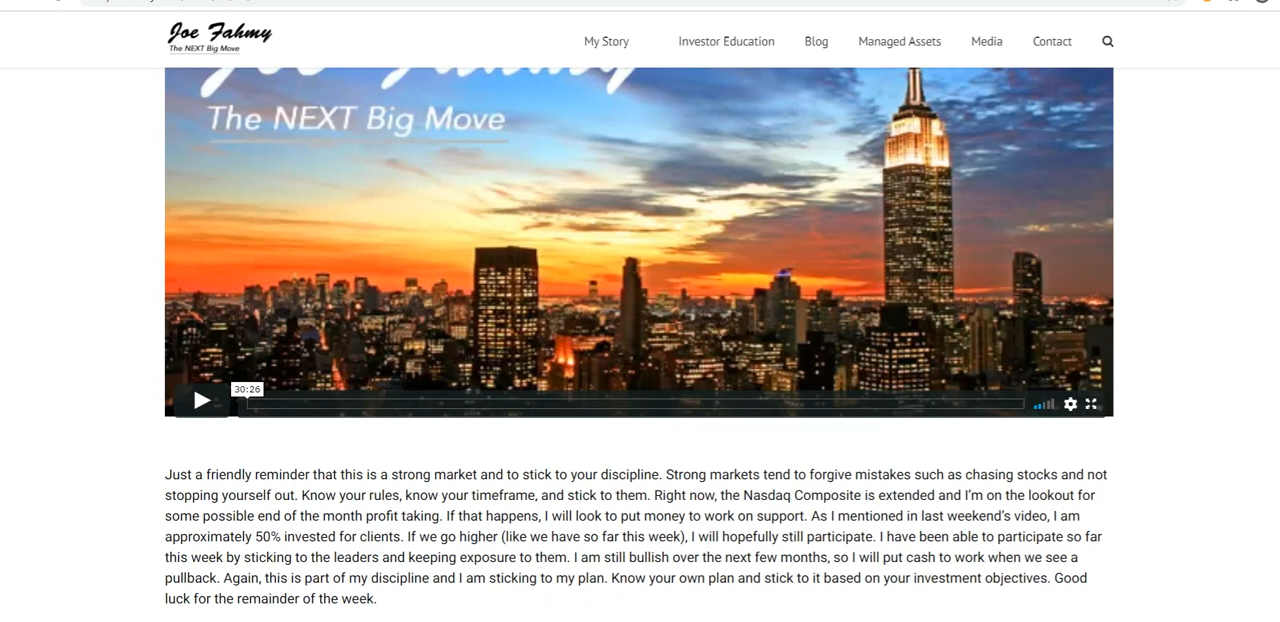 Joe Fahmy
The NEXT Big Move
My Story
Investor Education
Blog
Managed Assets
Media
Contact
The NEXT Big Move
30:26
Just a friendly reminder that this is a strong market and to stick to your discipline. Strong markets tend to forgive mistakes such as chasing stocks and not
stopping yourself out. Know your rules, know your timeframe, and stick to them. Right now, the Nasdaq Composite is extended and I'm on the lookout for
some possible end of the month profit taking. If that happens, I will look to put money to work on support. As I mentioned in last weekend's video, I am
approximately 50% invested for clients. If we go higher (like we have so far this week), I will hopefully still participate. I have been able to participate so far
this week by sticking to the leaders and keeping exposure to them. I am still bullish over the next few months, so I will put cash to work when we see a
pullback. Again, this is part of my discipline and I am sticking to my plan. Know your own plan and stick to it based on your investment objectives. Good
luck for the remainder of the week.